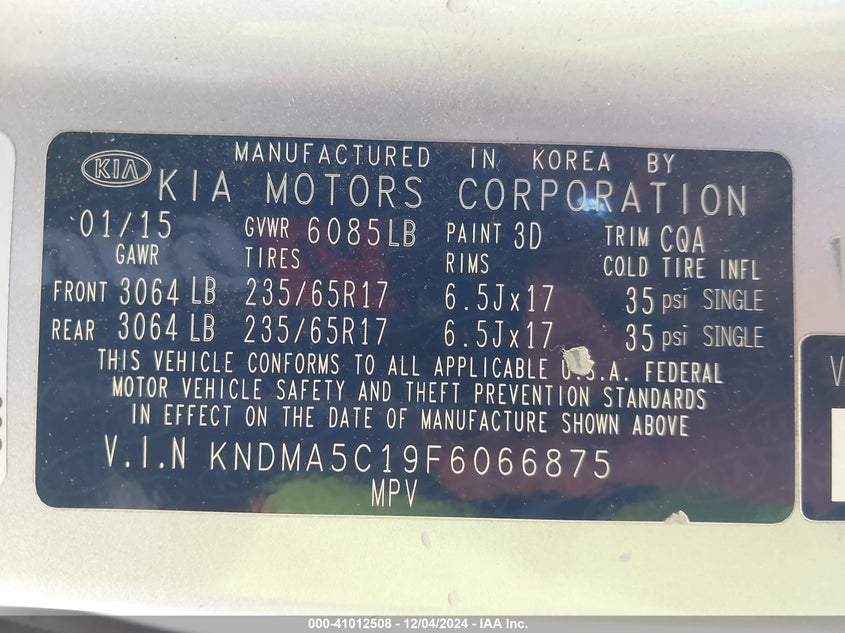 MANUFACTURED IN KOREA BY
KIA KIA MOTORS CORPORATION
01/15 GVWR 6085LB PAINT 3D TRIM CQA
GAWR TIRES RIMS COLD TIRE INFL
FRONT 3064 LB 235/65R17 6.5Jx17 35 psi SINGLE
REAR 3064 LB 235/65R17 6.5Jx17 35 psi SINGLE
THIS VEHICLE CONFORMS TO ALL APPLICABLE U.S.A. FEDERAL
MOTOR VEHICLE SAFETY AND THEFT PREVENTION STANDARDS
IN EFFECT ON THE DATE OF MANUFACTURE SHOWN ABOVE
V.I.N KNDMA5C19F6066875
MPV
000-41012508 - 12/04/2024 - IAA Inc.